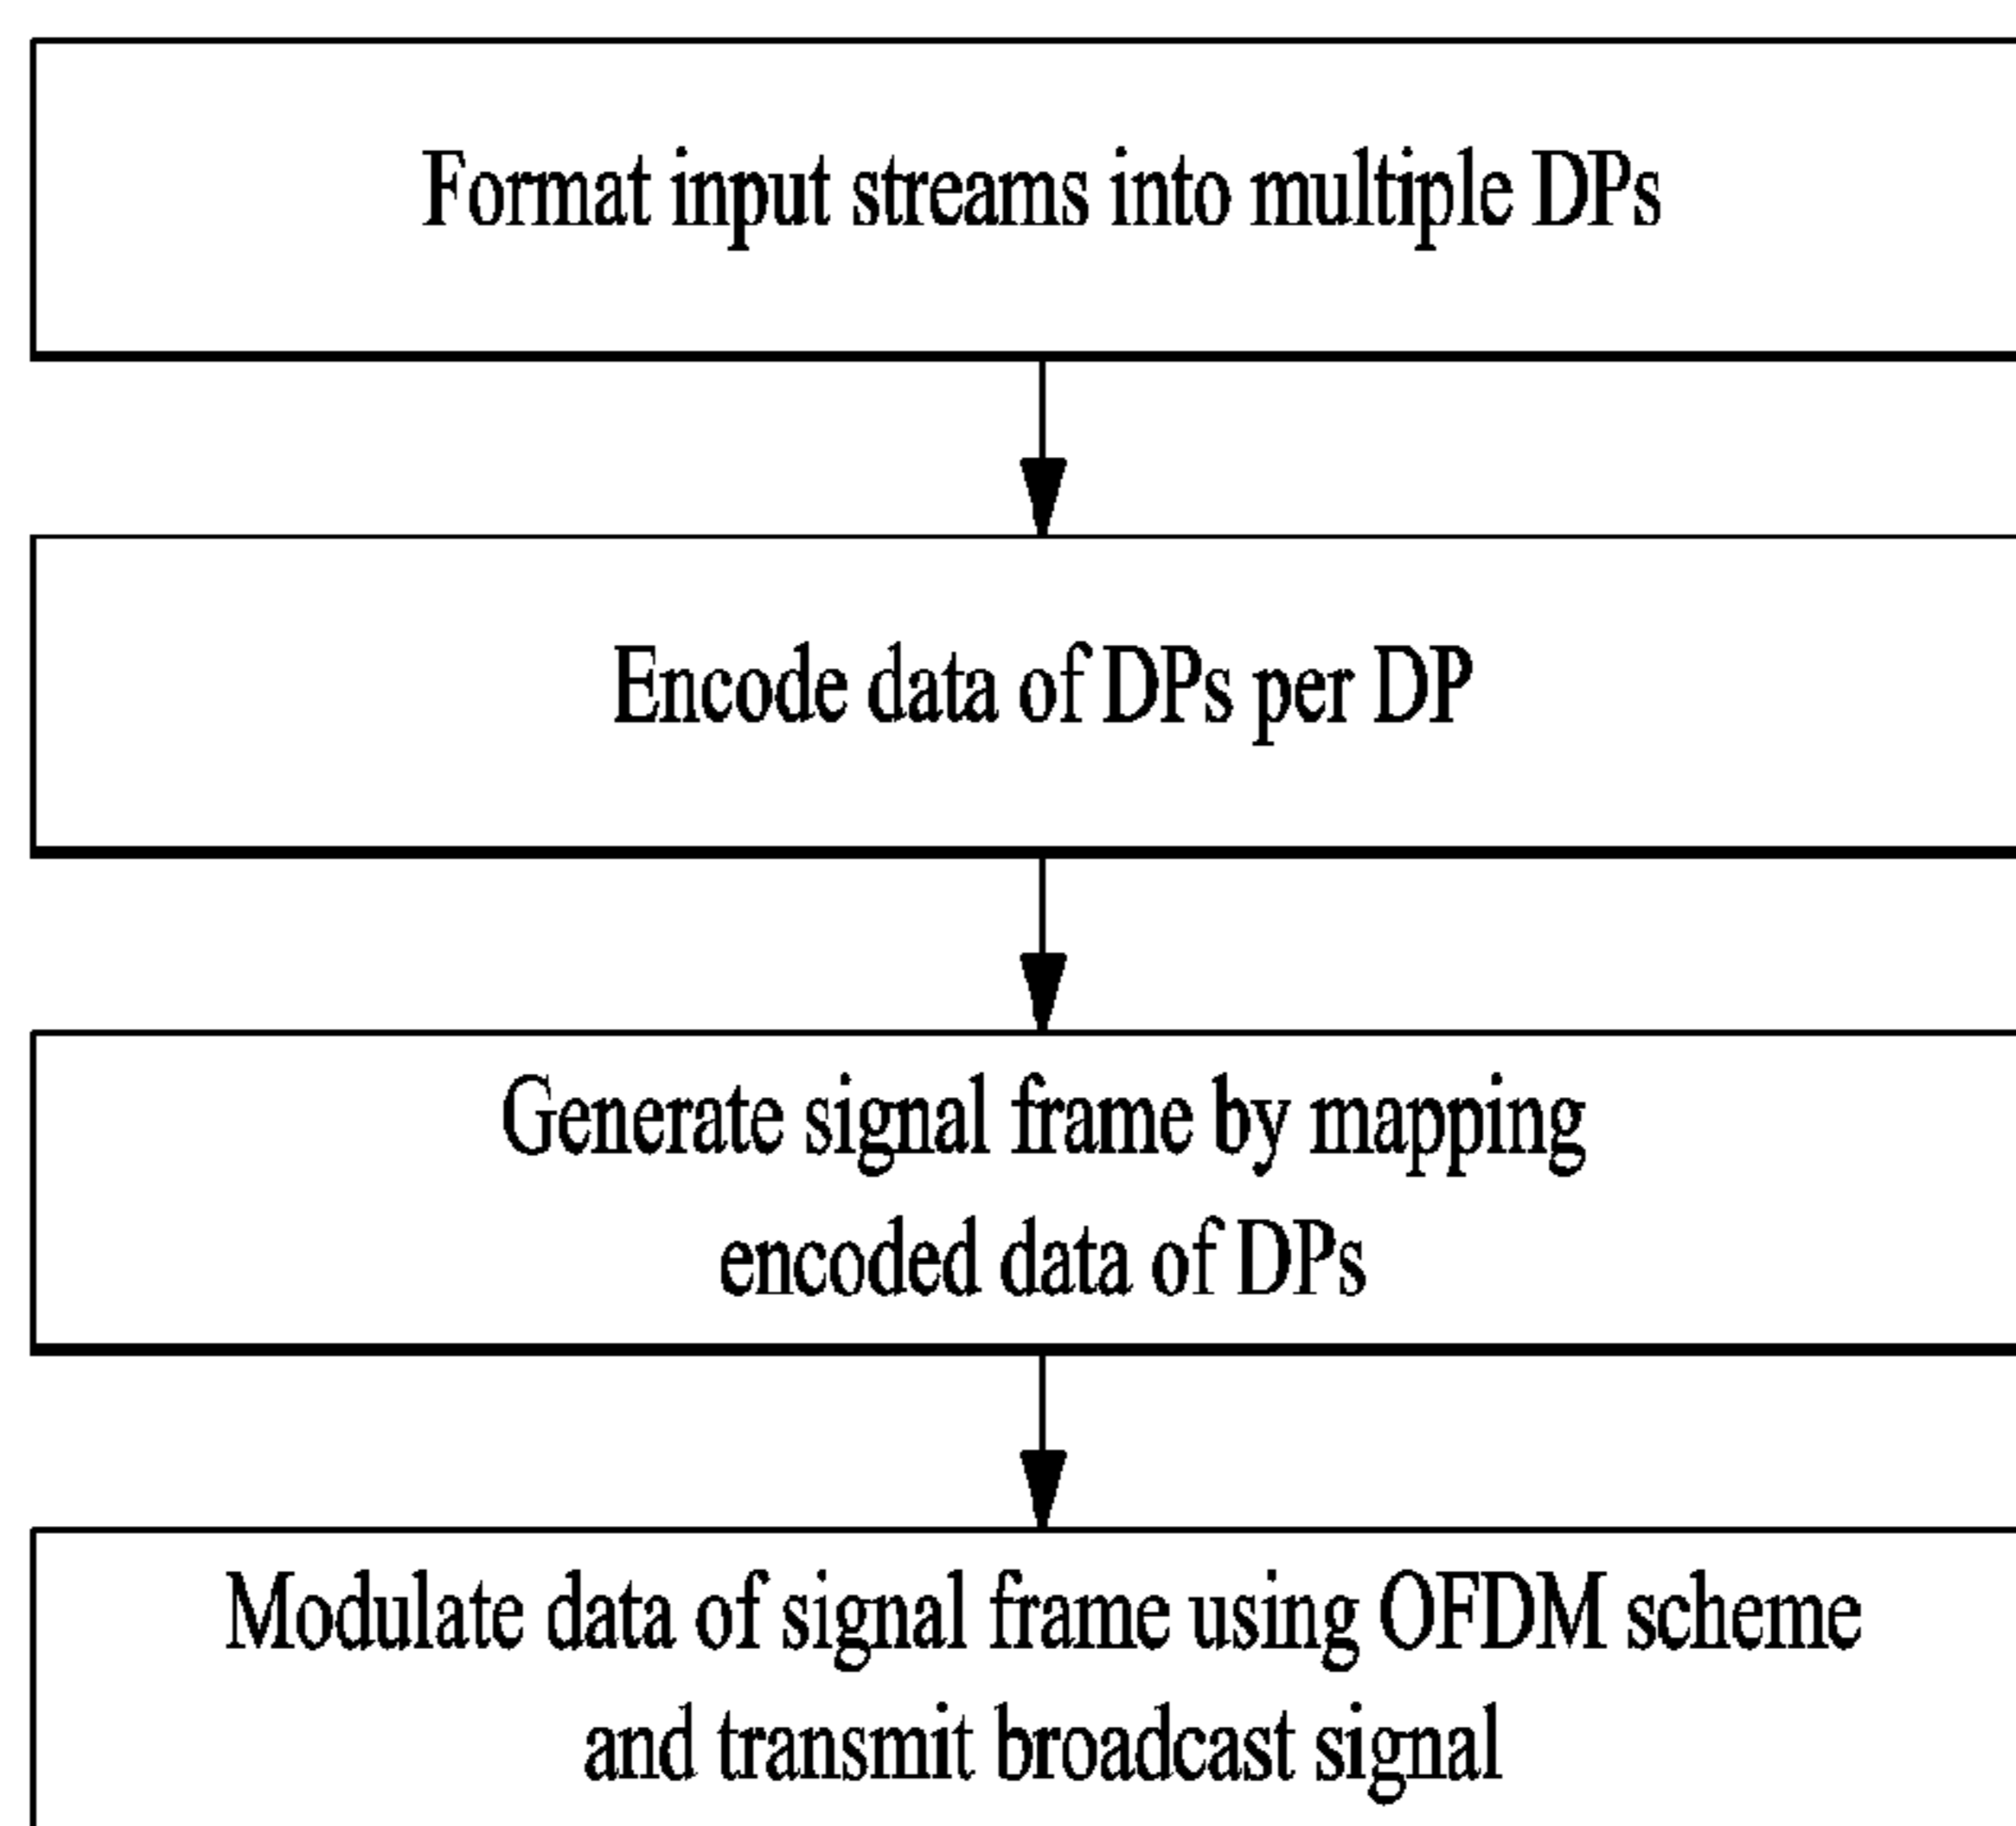 Format input streams into multiple DPs
Encode data of DPs per DP
Generate signal frame by mapping
encoded data of DPs
Modulate data of signal frame using OFDM scheme
and transmit broadcast signal